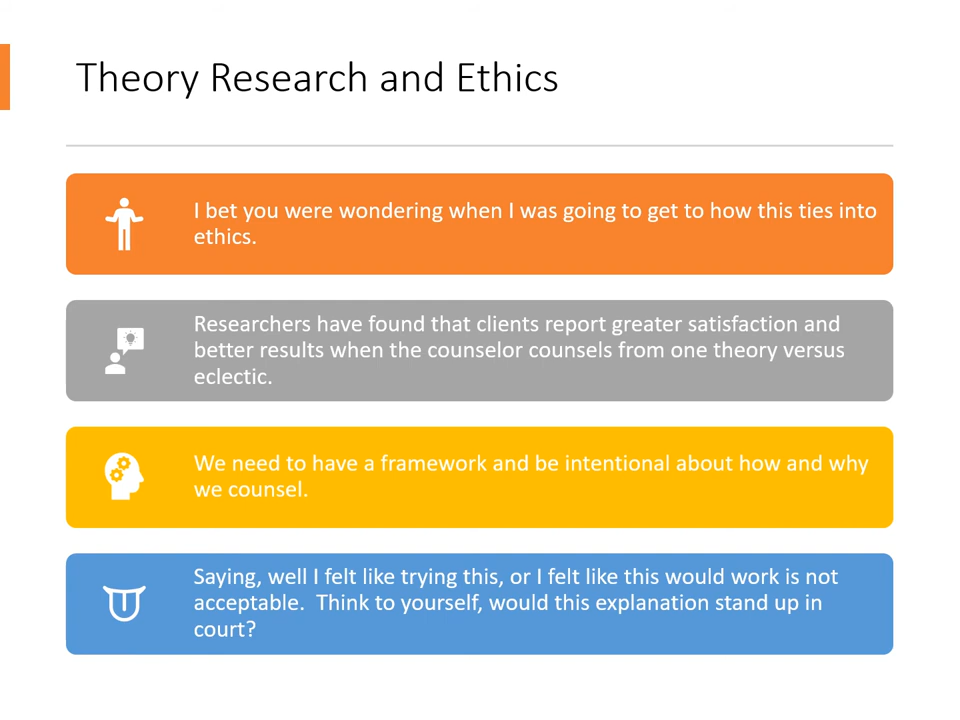 Theory Research and Ethics
I bet you were wondering when I was going to get to how this ties into
ethics.
Researchers have found that clients report greater satisfaction and
better results when the counselor counsels from one theory versus
eclectic.
We need to have a framework and be intentional about how and why
we counsel.
Saying, well I felt like trying this, or I felt like this would work is not
acceptable.  Think to yourself, would this explanation stand up in
court?